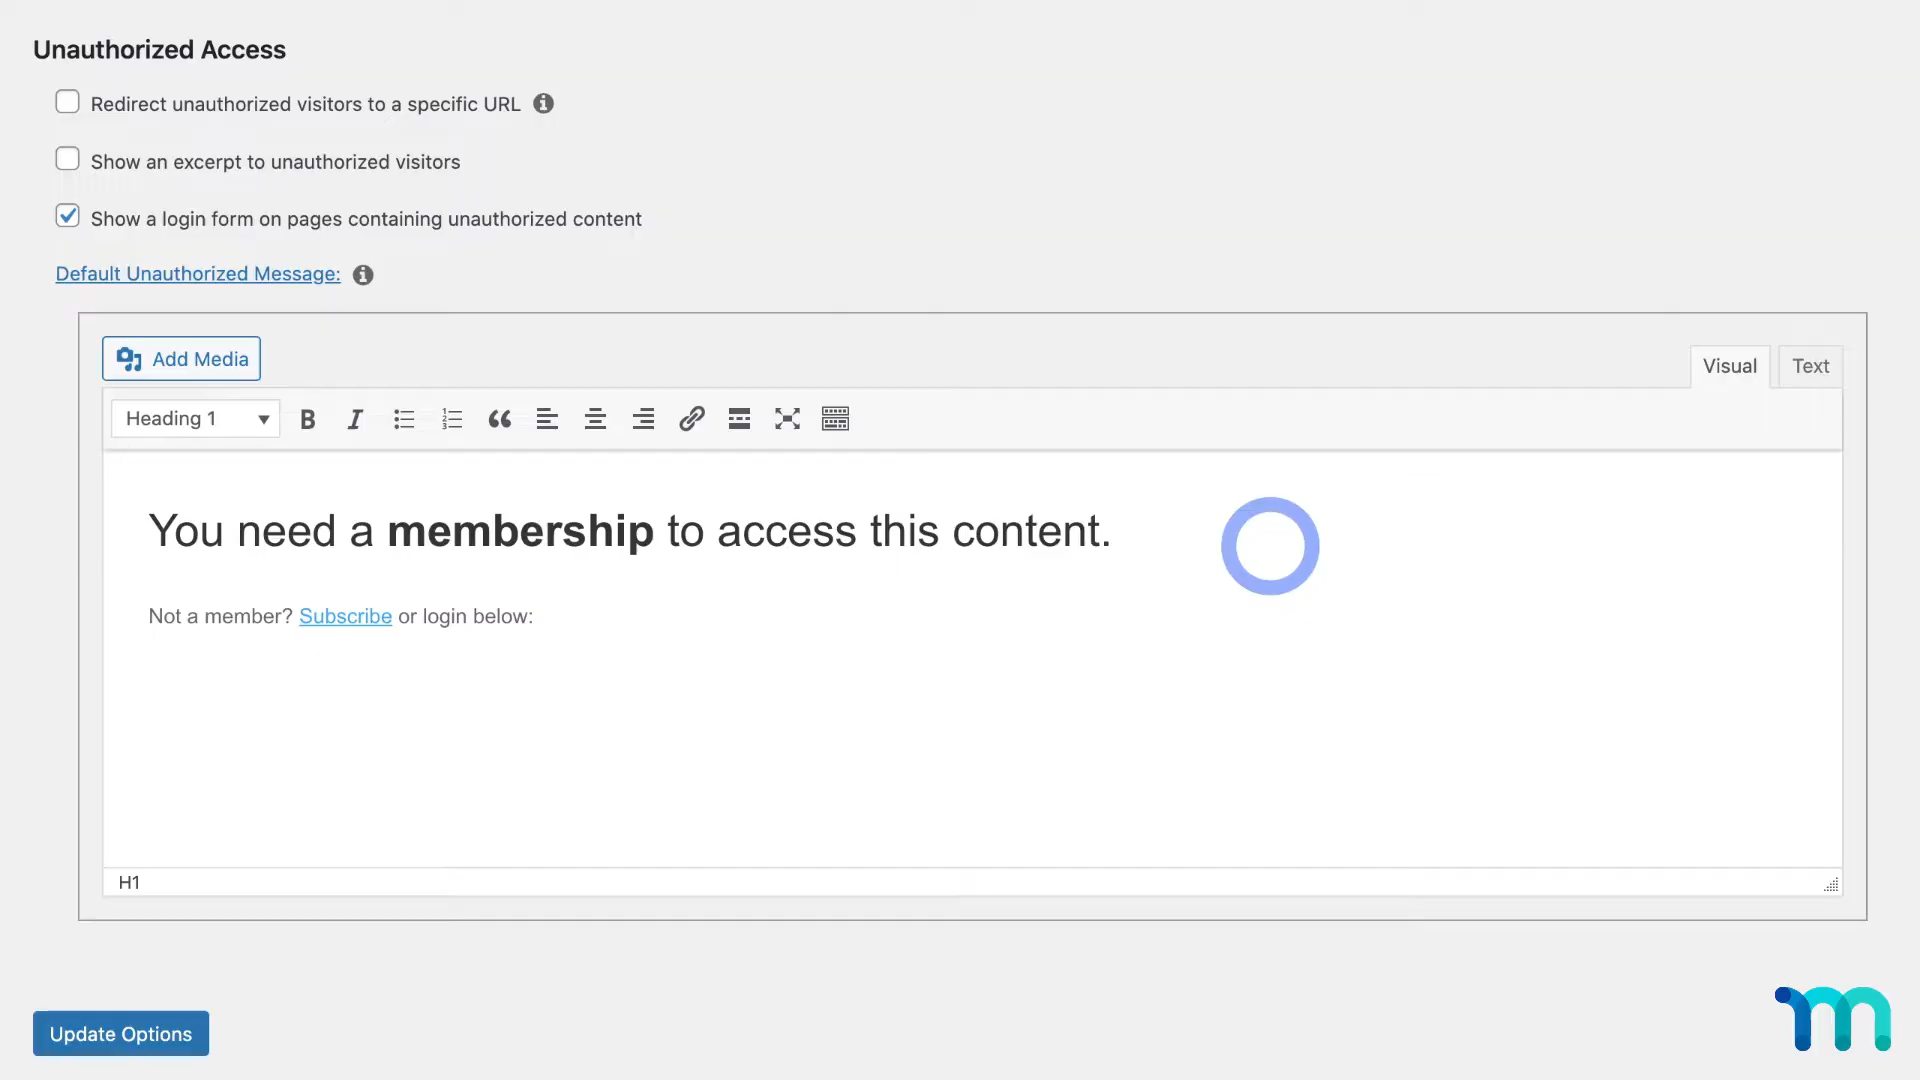 Unauthorized Access
Redirect unauthorized visitors to a specific URL
Show an excerpt to unauthorized visitors
Show a login form on pages containing unauthorized content
Default Unauthorized Message:
Add Media
Visual Text
Heading 1
You need a membership to access this content.
Not a member? Subscribe or login below:
H1
Update Options